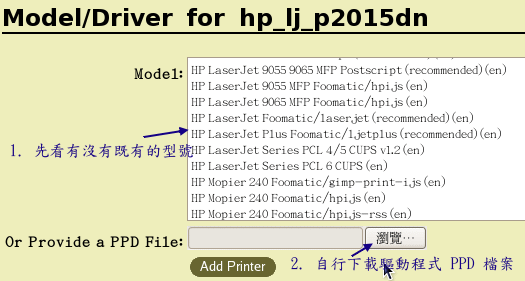 Model/Driver for hp_lj_p2015dn
Model:
HP LaserJet 9055 9065 MFP Postscript (recommended) (en)
HP LaserJet 9055 MFP Foomatic/hpijs (en)
HP LaserJet 9065 MFP Foomatic/hpijs (en)
HP LaserJet Foomatic/laserjet (recommended) (en)
HP LaserJet Plus Foomatic/ljetplus (recommended) (en)
HP LaserJet Series PCL 4/5 CUPS v1.2 (en)
HP LaserJet Series PCL 6 CUPS (en)
HP Mopier 240 Foomatic/gimp-print-ijs (en)
HP Mopier 240 Foomatic/hpijs (en)
HP Mopier 240 Foomatic/hpijs-rss (en)
1. 先看有沒有既有的型號
Or Provide a PPD File:
瀏覽…
Add Printer
2. 自行下載驅動程式 PPD 檔案